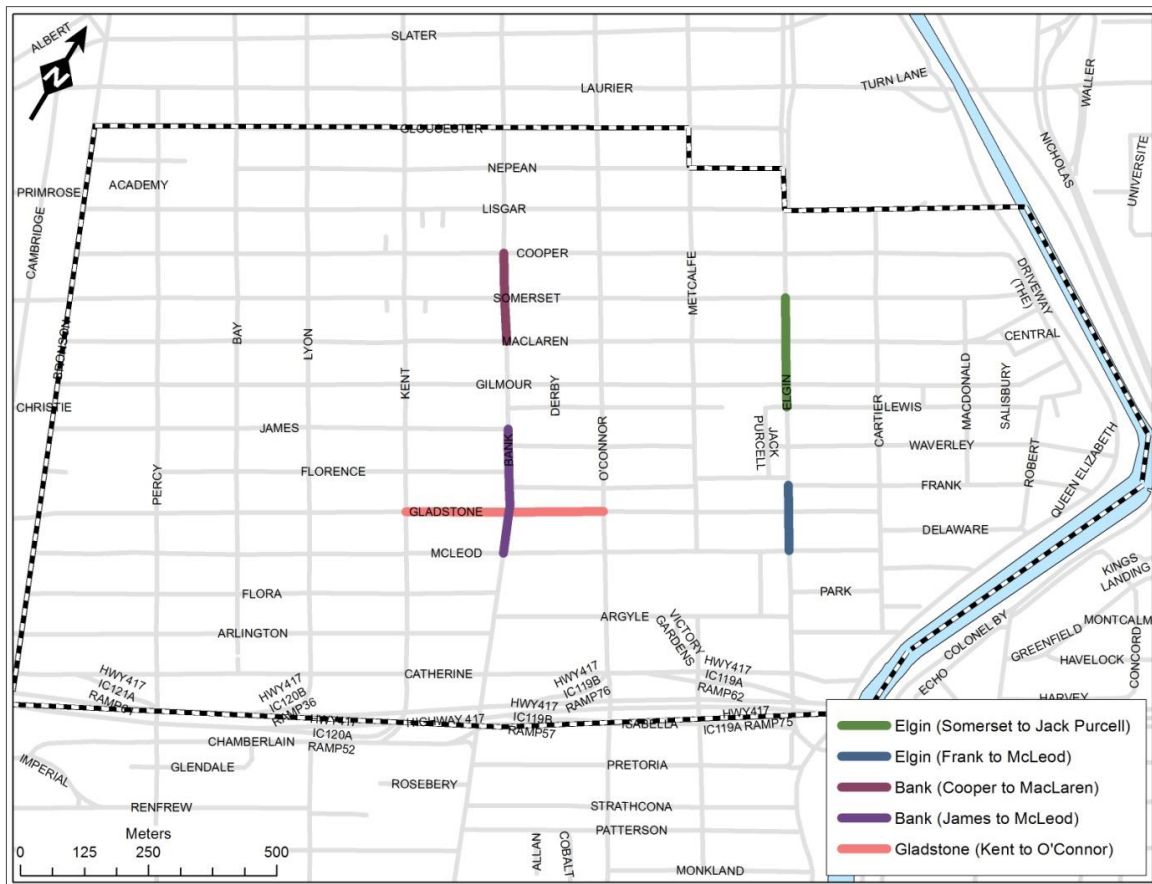 ALBERT
SLATER
N
LAURIER
TURN LANE
WALLER
GLOUCESTER
NICHOLAS
UNIVERSITE
NEPEAN
PRIMROSE
ACADEMY
LISGAR
CAMBRIDGE
COOPER
METCALFE
DRIVEWAY
(THE)
SOMERSET
BRONSON
BAY
LYON
MACLAREN
CENTRAL
KENT
GILMOUR
DERBY
ELGIN
CARTIER
MACDONALD
SALISBURY
CHRISTIE
LEWIS
JAMES
BANK
O'CONNOR
JACK
PURCELL
WAVERLEY
ROBERT
QUEEN ELIZABETH
PERCY
FLORENCE
FRANK
GLADSTONE
DELAWARE
MCLEOD
KINGS
LANDING
FLORA
PARK
ARGYLE
VICTORY
GARDENS
COLONEL BY
GREENFIELD
MONTCALM
ARLINGTON
HAVELOCK
CONCORD
ECHO
CATHERINE
HWY417
IC121A
RAMP61
HWY417
IC120B
RAMP36
HWY417
IC119B
RAMP76
HWY417
IC119A
RAMP62
HARVEY
HWY417
IC120A
RAMP52
HIGHWAY 417
HWY417
IC119B
RAMP57
ISABELLA
HWY417
IC119A RAMP75
CHAMBERLAIN
IMPERIAL
GLENDALE
PRETORIA
ROSEBERY
RENFREW
STRATHCONA
PATTERSON
ALLAN
COBALT
MONKLAND
Meters
0 125 250 500
Elgin (Somerset to Jack Purcell)
Elgin (Frank to McLeod)
Bank (Cooper to MacLaren)
Bank (James to McLeod)
Gladstone (Kent to O'Connor)